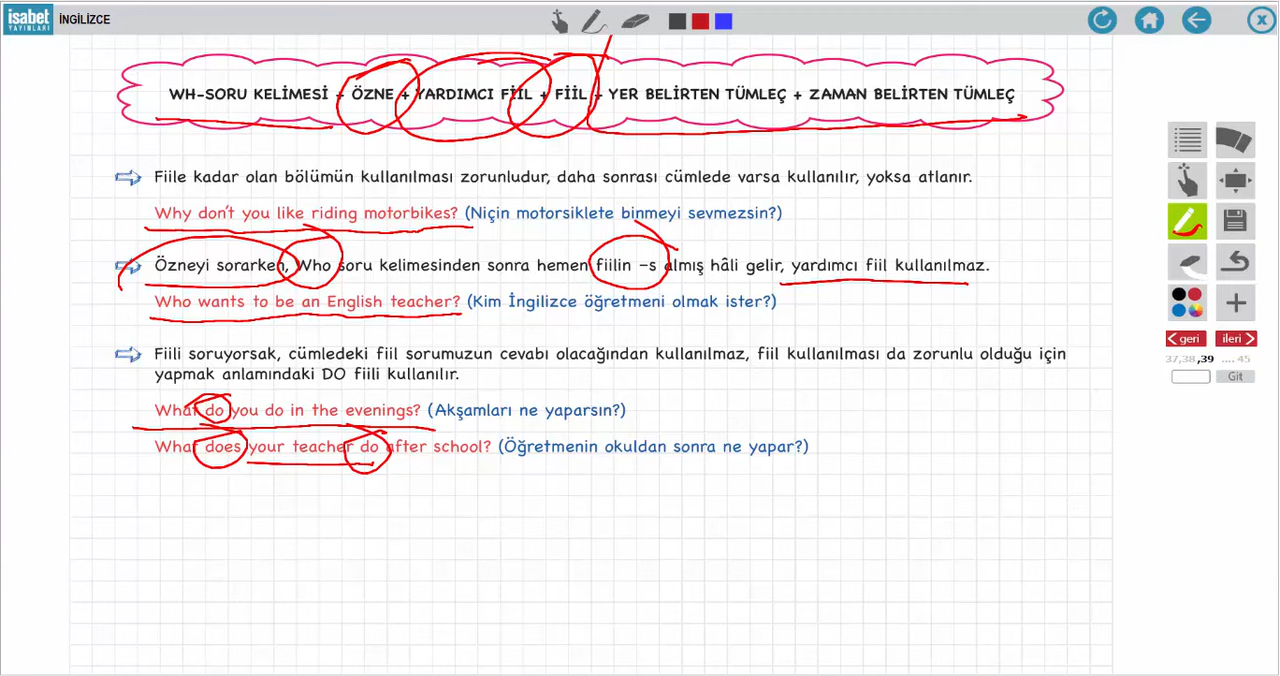 isabet
YAYINLARI
İNGİLİZCE
WH-SORU KELİMESİ + ÖZNE + YARDIMCI FİİL + FİİL + YER BELİRTEN TÜMLEÇ + ZAMAN BELİRTEN TÜMLEÇ
Fiile kadar olan bölümün kullanılması zorunludur, daha sonrası cümlede varsa kullanılır, yoksa atlanır.
Why don't you like riding motorbikes? (Niçin motorsiklete binmeyi sevmezsin?)
Özneyi sorarken, Who soru kelimesinden sonra hemen fiilin -s almış hâli gelir, yardımcı fiil kullanılmaz.
Who wants to be an English teacher? (Kim İngilizce öğretmeni olmak ister?)
Fiili soruyorsak, cümledeki fiil sorumuzun cevabı olacağından kullanılmaz, fiil kullanılması da zorunlu olduğu için
yapmak anlamındaki DO fiili kullanılır.
What do you do in the evenings? (Akşamları ne yaparsın?)
What does your teacher do after school? (Öğretmenin okuldan sonra ne yapar?)
geri ileri
37,38,39 .... 45
Git